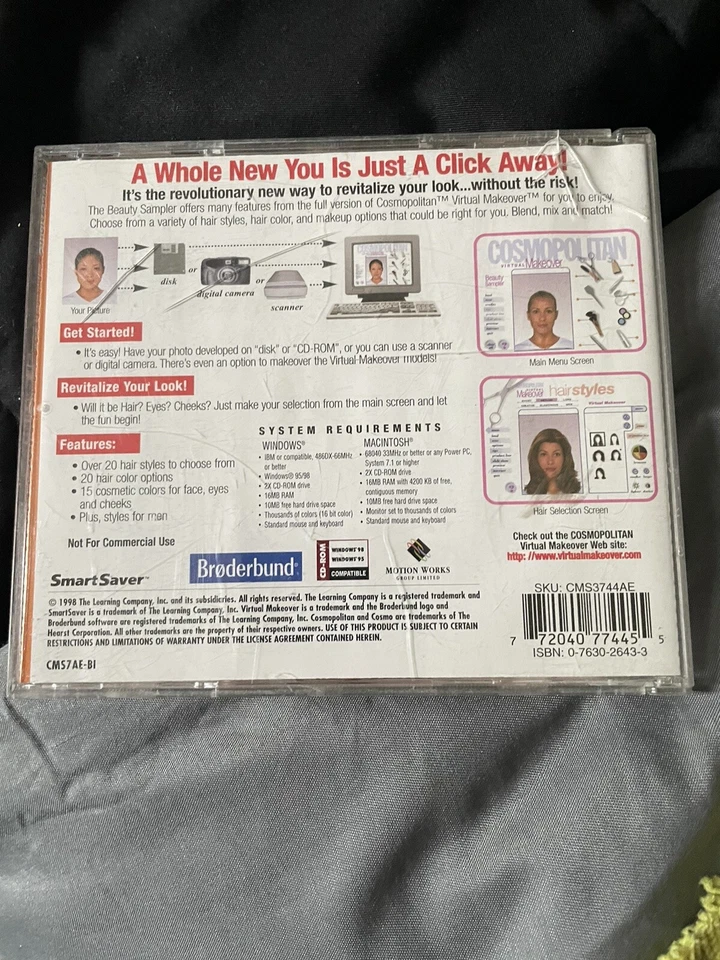 A Whole New You Is Just A Click Away!
It's the revolutionary new way to revitalize your look...without the risk!
The Beauty Sampler offers many features from the full version of Cosmopolitan™ Virtual Makeover™ for you to enjoy.
Choose from a variety of hair styles, hair color, and makeup options that could be right for you. Blend, mix and match!
Your Picture
disk
or
digital camera
or
scanner
COSMOPOLITAN
VIRTUAL Makeover
Beauty Sampler
Main Menu Screen
Get Started!
• It's easy! Have your photo developed on "disk" or "CD-ROM", or you can use a scanner
or digital camera. There's even an option to makeover the Virtual Makeover models!
Revitalize Your Look!
• Will it be Hair? Eyes? Cheeks? Just make your selection from the main screen and let
the fun begin!
Makeover hairstyles
Virtual Makeover
Hair Selection Screen
Features:
• Over 20 hair styles to choose from
• 20 hair color options
• 15 cosmetic colors for face, eyes
and cheeks
• Plus, styles for men
SYSTEM REQUIREMENTS
WINDOWS®
• IBM or compatible, 486DX-66MHz
or better
• Windows® 95/98
• 2X CD-ROM drive
• 16MB RAM
• 10MB free hard drive space
• Thousands of colors (16 bit color)
• Standard mouse and keyboard
MACINTOSH®
• 68040 33MHz or better or any Power PC,
System 7.1 or higher
• 2X CD-ROM drive
• 16MB RAM with 4200 KB of free,
contiguous memory
• 10MB free hard drive space
• Monitor set to thousands of colors
• Standard mouse and keyboard
Not For Commercial Use
SmartSaver™
Brøderbund®
CD-ROM
WINDOWS 98
WINDOWS 95
COMPATIBLE
MOTION WORKS
GROUP LIMITED
Check out the COSMOPOLITAN
Virtual Makeover Web site:
http://www.virtualmakeover.com
© 1998 The Learning Company, Inc. and its subsidiaries. All rights reserved. The Learning Company is a registered trademark and
SmartSaver is a trademark of The Learning Company, Inc. Virtual Makeover is a trademark and the Brøderbund logo and
Broderbund software are registered trademarks of The Learning Company, Inc. Cosmopolitan and Cosmo are trademarks of The
Hearst Corporation. All other trademarks are the property of their respective owners. USE OF THIS PRODUCT IS SUBJECT TO CERTAIN
RESTRICTIONS AND LIMITATIONS OF WARRANTY UNDER THE LICENSE AGREEMENT CONTAINED HEREIN.
CMS7AE-BI
SKU: CMS3744AE
7 72040 77445 5
ISBN: 0-7630-2643-3